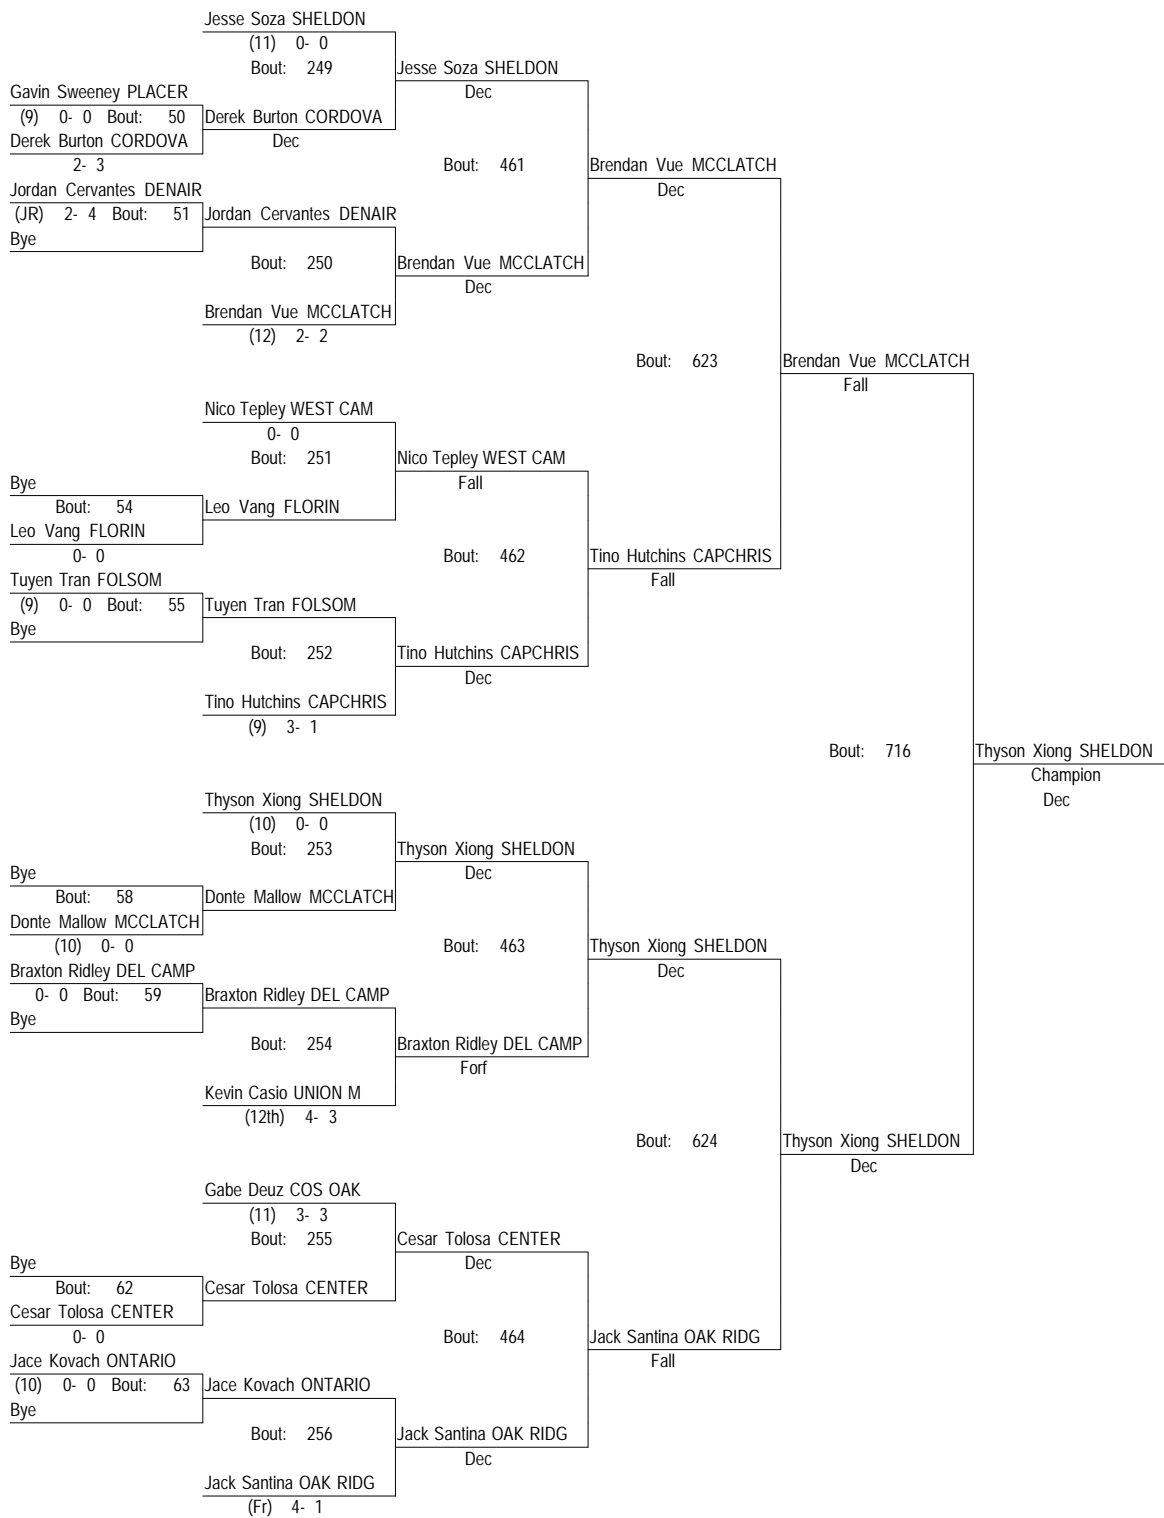 Jesse Soza SHELDON
(11) 0- 0
Bout: 249
Jesse Soza SHELDON
Dec
Gavin Sweeney PLACER
(9) 0- 0 Bout: 50
Derek Burton CORDOVA
Dec
Derek Burton CORDOVA
2- 3
Bout: 461
Brendan Vue MCCLATCH
Dec
Jordan Cervantes DENAIR
(JR) 2- 4 Bout: 51
Jordan Cervantes DENAIR
Bye
Bout: 250
Brendan Vue MCCLATCH
Dec
Brendan Vue MCCLATCH
(12) 2- 2
Bout: 623
Brendan Vue MCCLATCH
Fall
Nico Tepley WEST CAM
0- 0
Bout: 251
Nico Tepley WEST CAM
Fall
Bye
Bout: 54
Leo Vang FLORIN
Leo Vang FLORIN
0- 0
Bout: 462
Tino Hutchins CAPCHRIS
Fall
Tuyen Tran FOLSOM
(9) 0- 0 Bout: 55
Tuyen Tran FOLSOM
Bye
Bout: 252
Tino Hutchins CAPCHRIS
Dec
Tino Hutchins CAPCHRIS
(9) 3- 1
Bout: 716
Thyson Xiong SHELDON
Champion
Dec
Thyson Xiong SHELDON
(10) 0- 0
Bout: 253
Thyson Xiong SHELDON
Dec
Bye
Bout: 58
Donte Mallow MCCLATCH
Donte Mallow MCCLATCH
(10) 0- 0
Bout: 463
Thyson Xiong SHELDON
Dec
Braxton Ridley DEL CAMP
0- 0 Bout: 59
Braxton Ridley DEL CAMP
Bye
Bout: 254
Braxton Ridley DEL CAMP
Forf
Kevin Casio UNION M
(12th) 4- 3
Bout: 624
Thyson Xiong SHELDON
Dec
Gabe Deuz COS OAK
(11) 3- 3
Bout: 255
Cesar Tolosa CENTER
Dec
Bye
Bout: 62
Cesar Tolosa CENTER
Cesar Tolosa CENTER
0- 0
Bout: 464
Jack Santina OAK RIDG
Fall
Jace Kovach ONTARIO
(10) 0- 0 Bout: 63
Jace Kovach ONTARIO
Bye
Bout: 256
Jack Santina OAK RIDG
Dec
Jack Santina OAK RIDG
(Fr) 4- 1